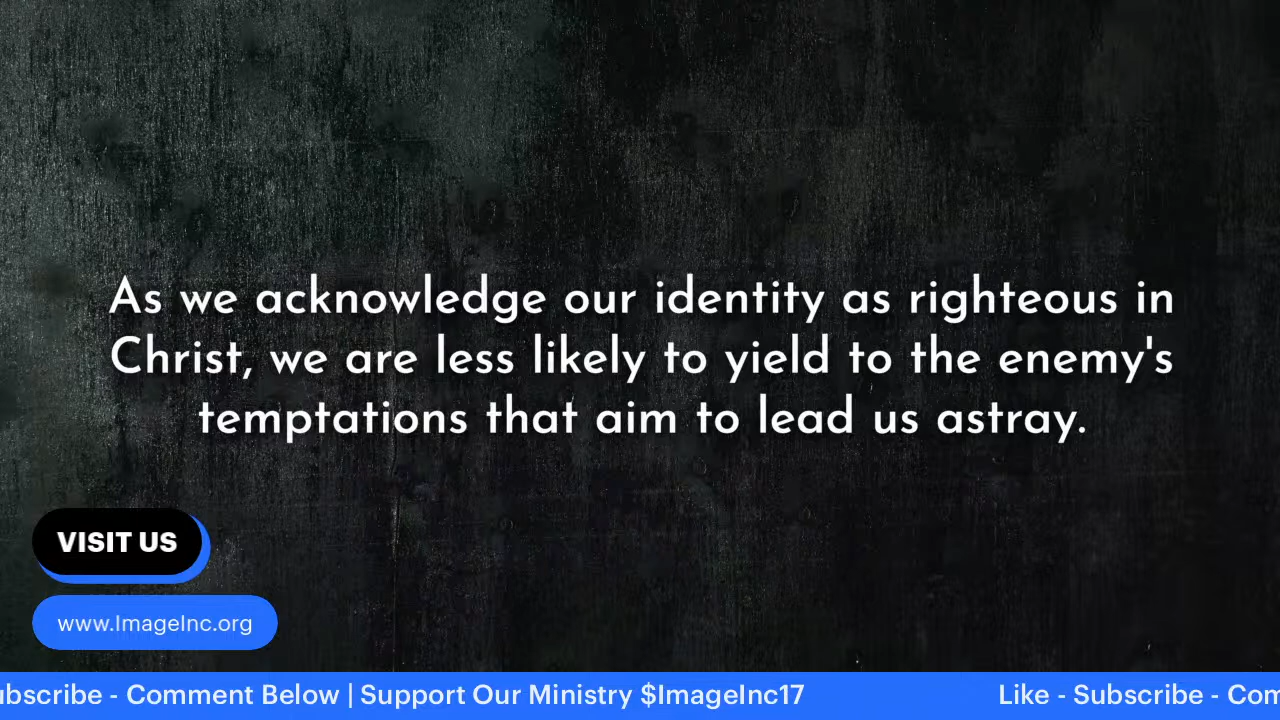 As we acknowledge our identity as righteous in
Christ, we are less likely to yield to the enemy's
temptations that aim to lead us astray.
VISIT US
www.ImageInc.org
ubscribe - Comment Below | Support Our Ministry $ImageInc17 Like - Subscribe - Com